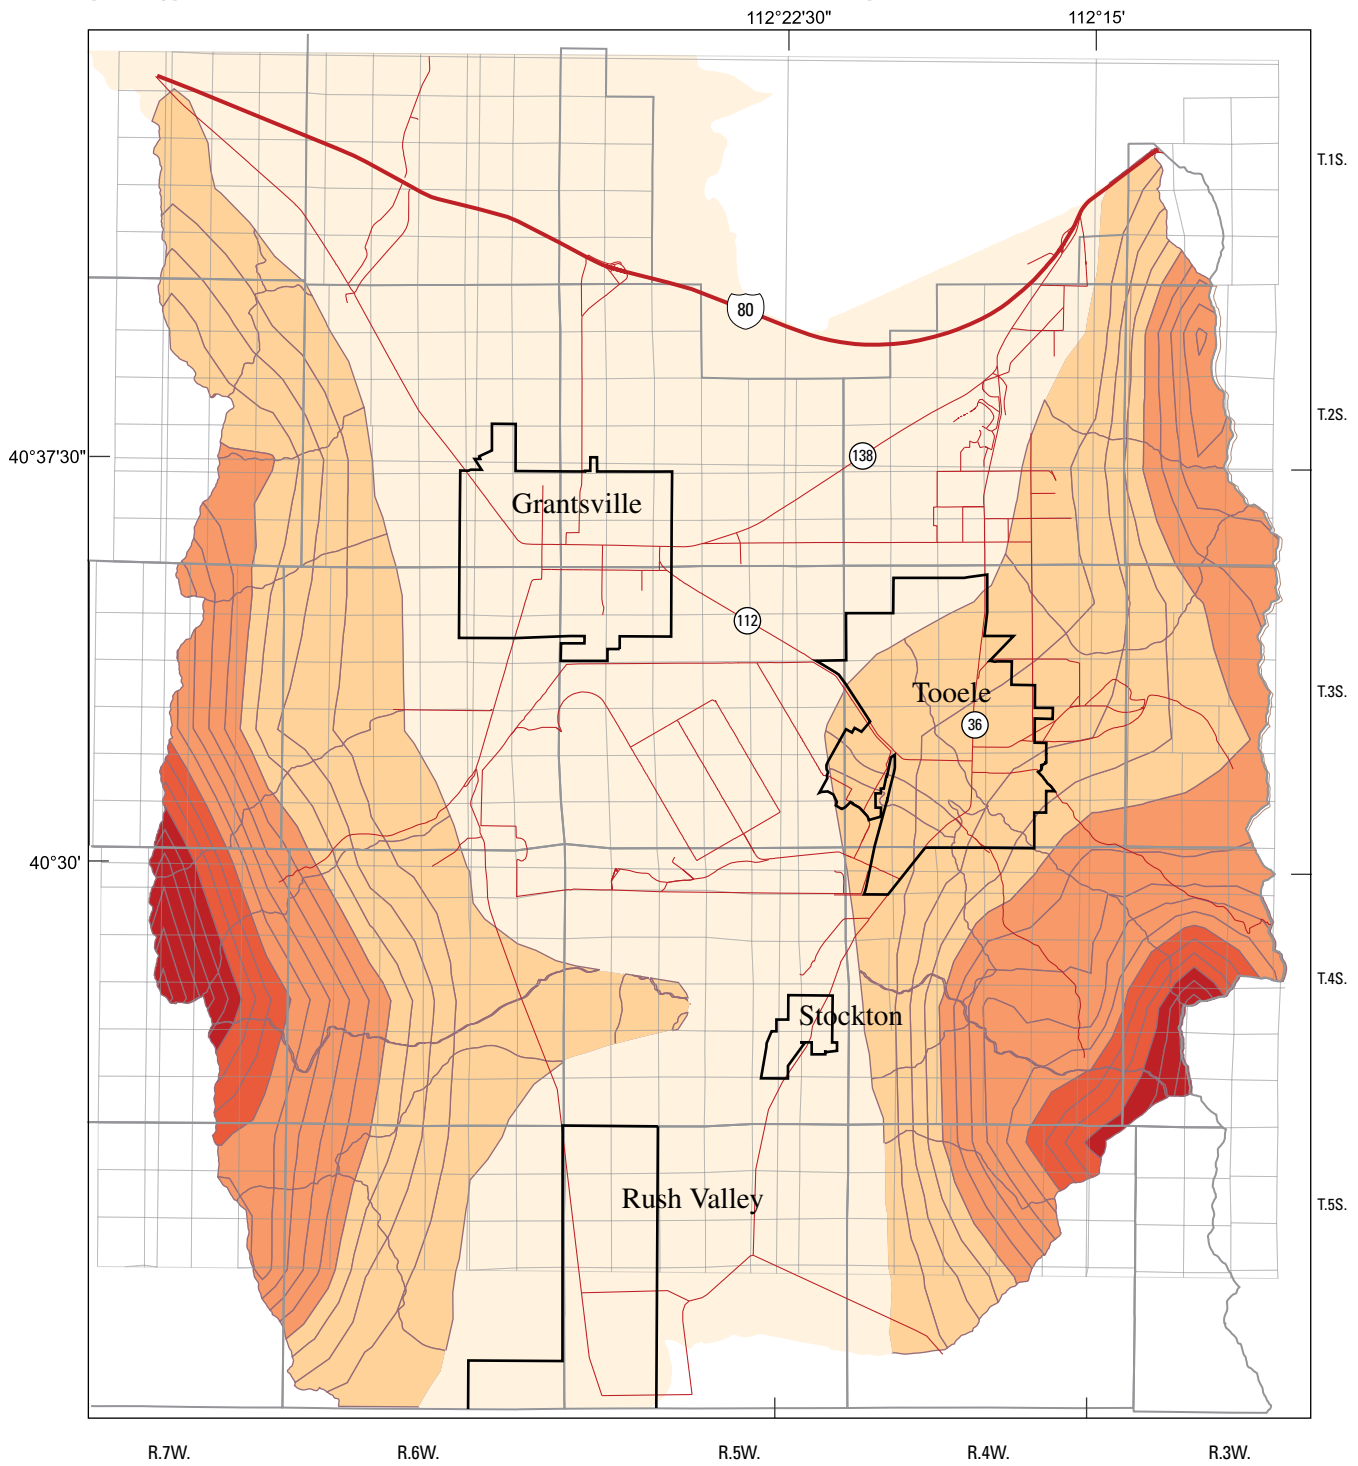 112°22'30" 112°15'
T.1S.
80
T.2S.
40°37'30"
138
Grantsville
112
T.3S.
Tooele
36
40°30'
T.4S.
Stockton
Rush Valley
T.5S.
R.7W. R.6W. R.5W. R.4W. R.3W.